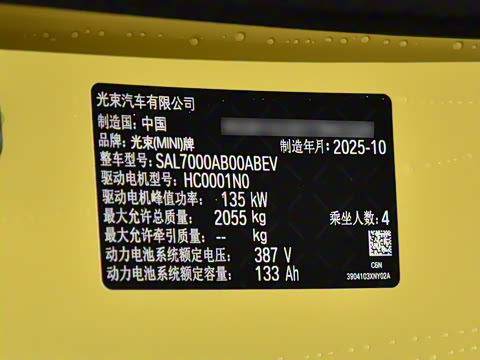 光束汽车有限公司
制造国：中国
品牌：光束(MINI)牌 制造年月：2025-10
整车型号：SAL7000AB00ABEV
驱动电机型号：HC0001N0
驱动电机峰值功率： 135 kW
最大允许总质量： 2055 kg 乘坐人数：4
最大允许牵引质量： -- kg
动力电池系统额定电压： 387 V
动力电池系统额定容量： 133 Ah
C6N
3904103XNY02A